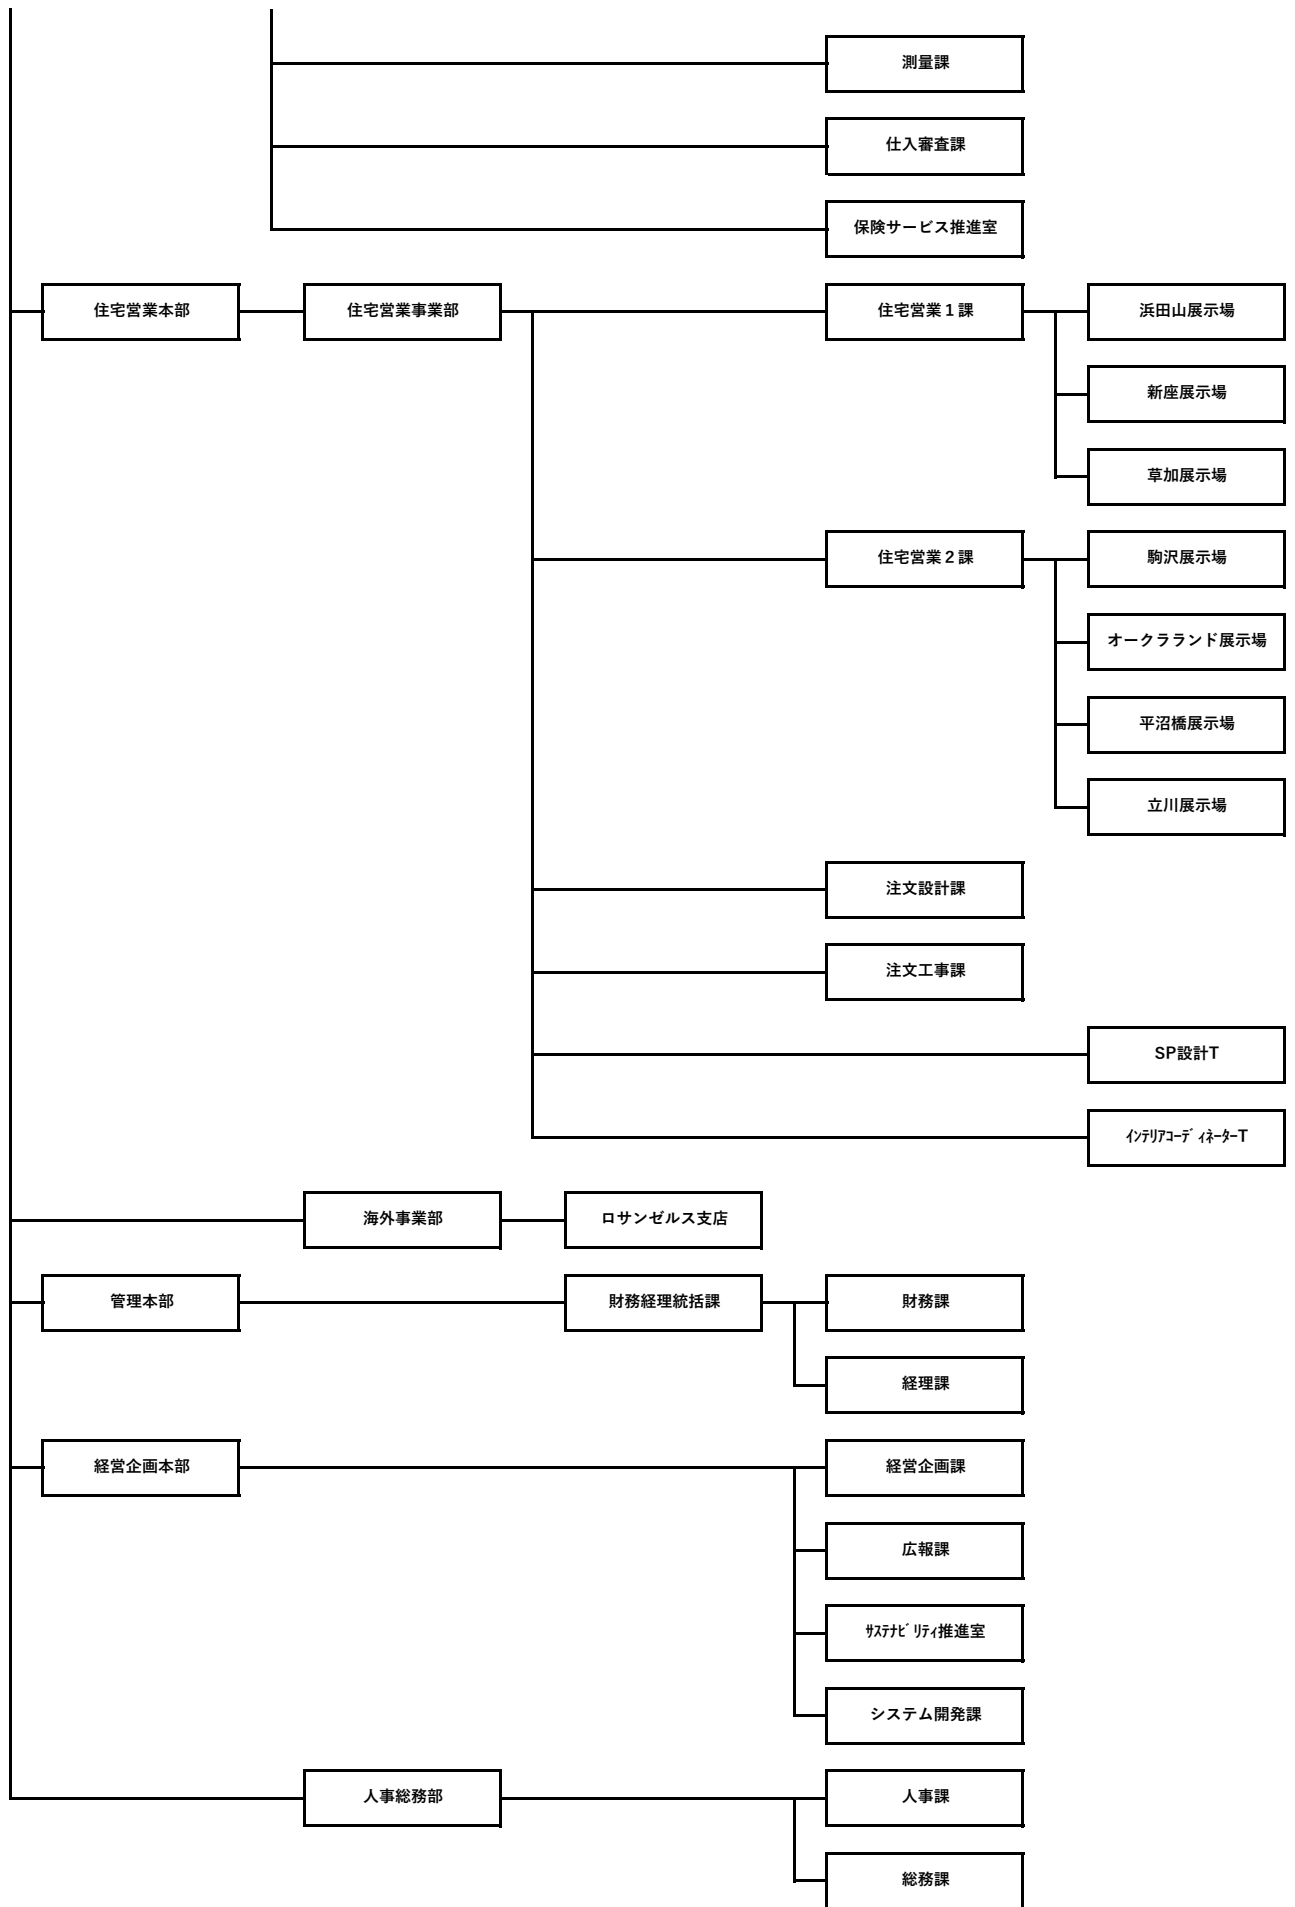 測量課
仕入審査課
保険サービス推進室
住宅営業本部
住宅営業事業部
住宅営業１課
浜田山展示場
新座展示場
草加展示場
住宅営業２課
駒沢展示場
オークラランド展示場
平沼橋展示場
立川展示場
注文設計課
注文工事課
SP設計T
ｲﾝﾃﾘｱｺｰﾃﾞｨﾈｰﾀｰT
海外事業部
ロサンゼルス支店
管理本部
財務経理統括課
財務課
経理課
経営企画本部
経営企画課
広報課
ｻｽﾃﾅﾋﾞﾘﾃｨ推進室
システム開発課
人事総務部
人事課
総務課